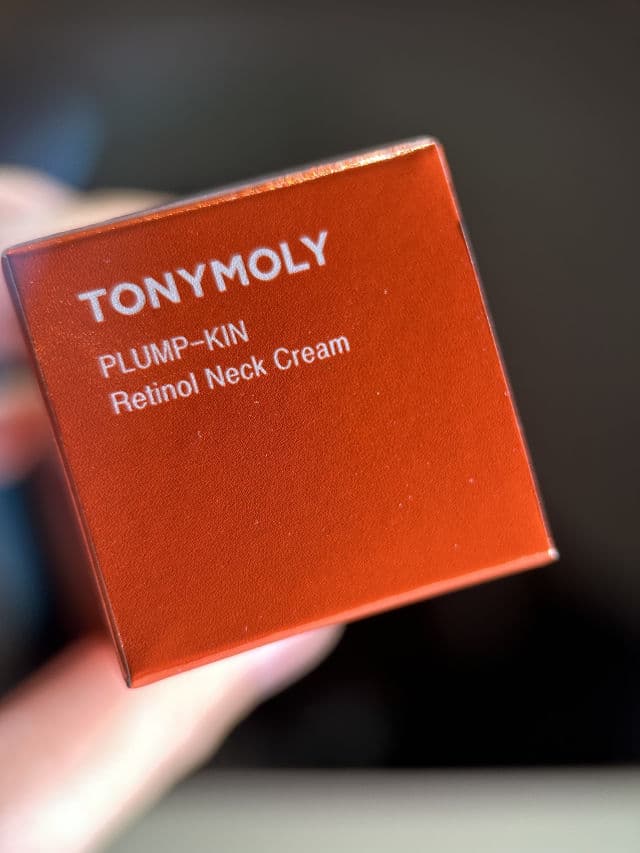 TONYMOLY
PLUMP-KIN
Retinol Neck Cream